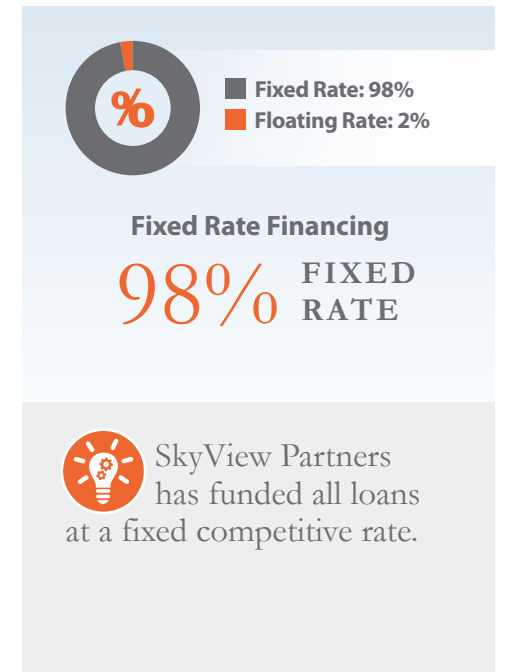 %
Fixed Rate: 98%
Floating Rate: 2%
Fixed Rate Financing
98% FIXED
RATE
SkyView Partners
has funded all loans
at a fixed competitive rate.